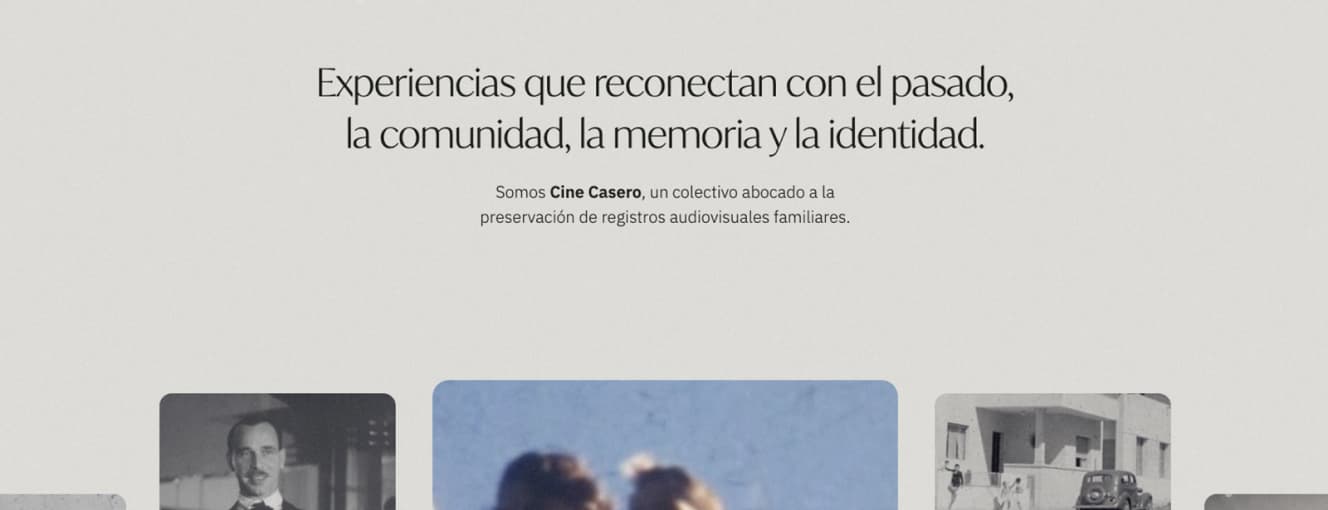 Experiencias que reconectan con el pasado,
la comunidad, la memoria y la identidad.
Somos Cine Casero, un colectivo abocado a la
preservación de registros audiovisuales familiares.